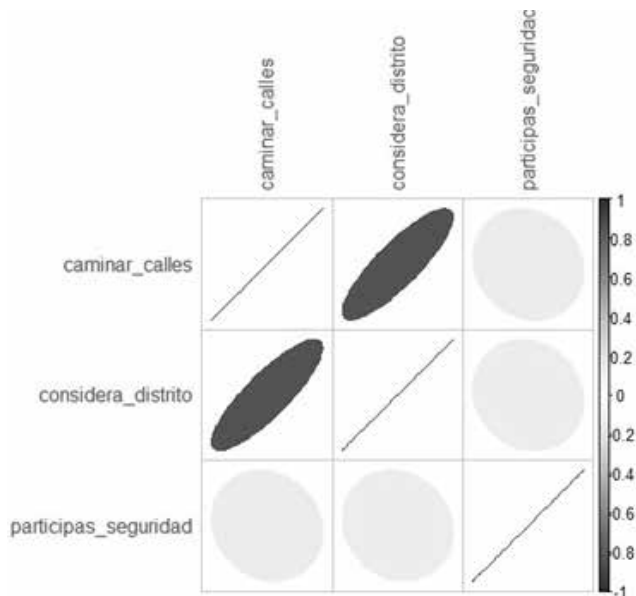 caminar_calles
considera_distrito
participas_seguridad
caminar_calles
considera_distrito
participas_seguridad
1
0.8
0.6
0.4
0.2
0
0.2
0.4
0.6
0.8
-1